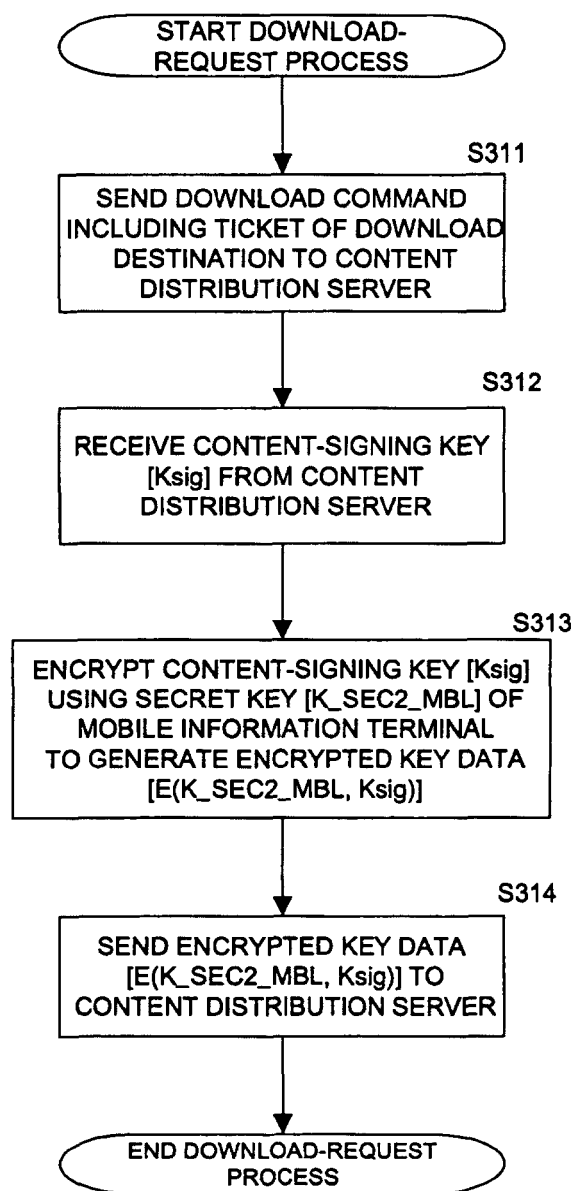 START DOWNLOAD-
REQUEST PROCESS
S311
SEND DOWNLOAD COMMAND
INCLUDING TICKET OF DOWNLOAD
DESTINATION TO CONTENT
DISTRIBUTION SERVER
S312
RECEIVE CONTENT-SIGNING KEY
[Ksig] FROM CONTENT
DISTRIBUTION SERVER
S313
ENCRYPT CONTENT-SIGNING KEY [Ksig]
USING SECRET KEY [K_SEC2_MBL] OF
MOBILE INFORMATION TERMINAL
TO GENERATE ENCRYPTED KEY DATA
[E(K_SEC2_MBL, Ksig)]
S314
SEND ENCRYPTED KEY DATA
[E(K_SEC2_MBL, Ksig)] TO
CONTENT DISTRIBUTION SERVER
END DOWNLOAD-REQUEST
PROCESS